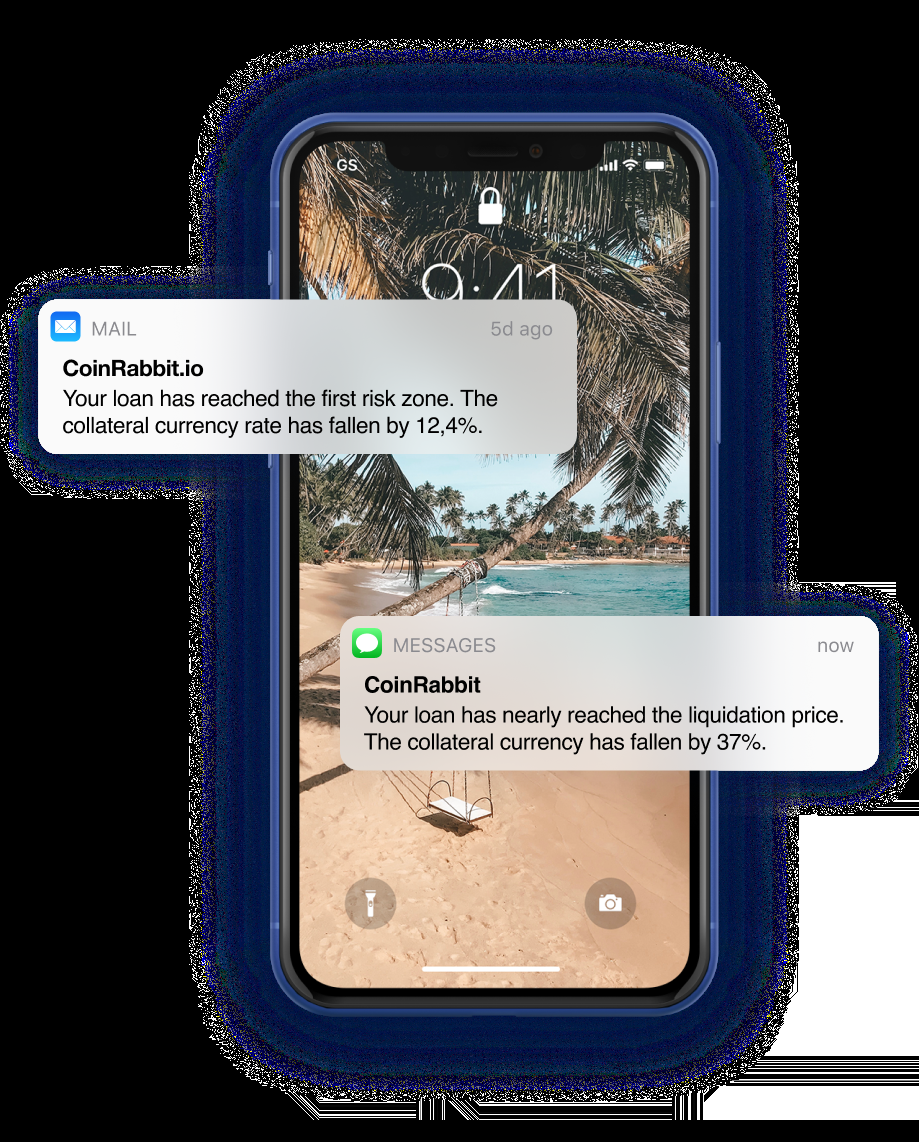 GS
9:41
MAIL
5d ago
CoinRabbit.io
Your loan has reached the first risk zone. The
collateral currency rate has fallen by 12,4%.
MESSAGES
now
CoinRabbit
Your loan has nearly reached the liquidation price.
The collateral currency has fallen by 37%.